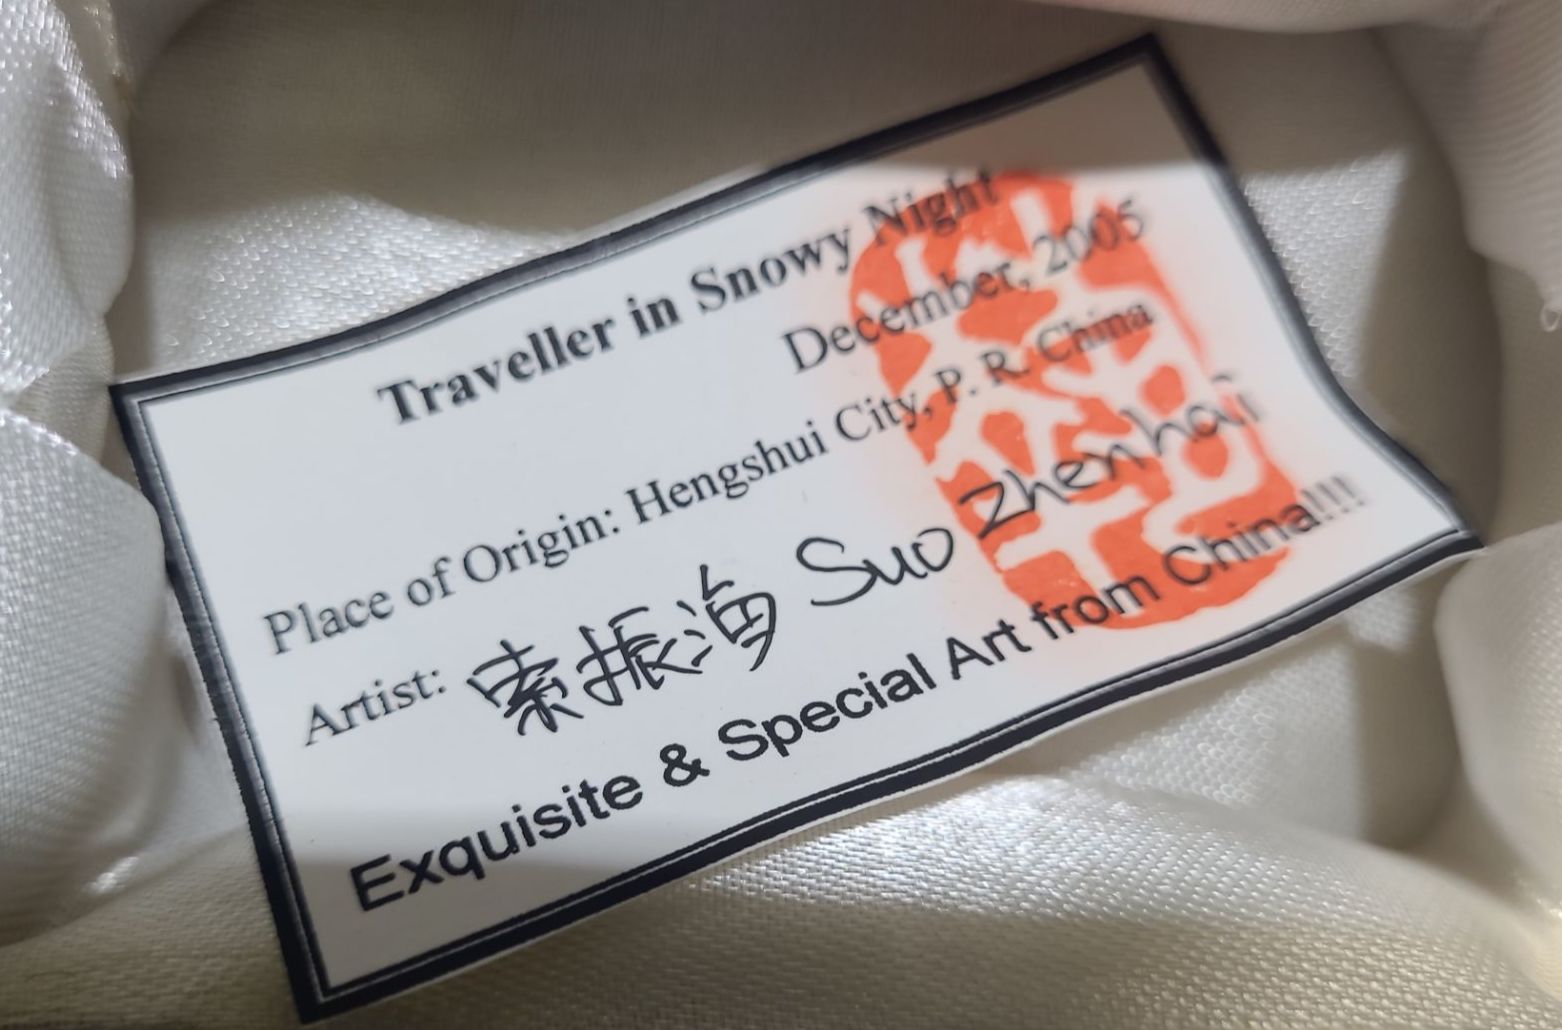 Traveller in Snowy Night
December, 2005
Place of Origin: Hengshui City, P. R. China
Artist: 索振海 Suo Zhenhai
Exquisite & Special Art from China!!!